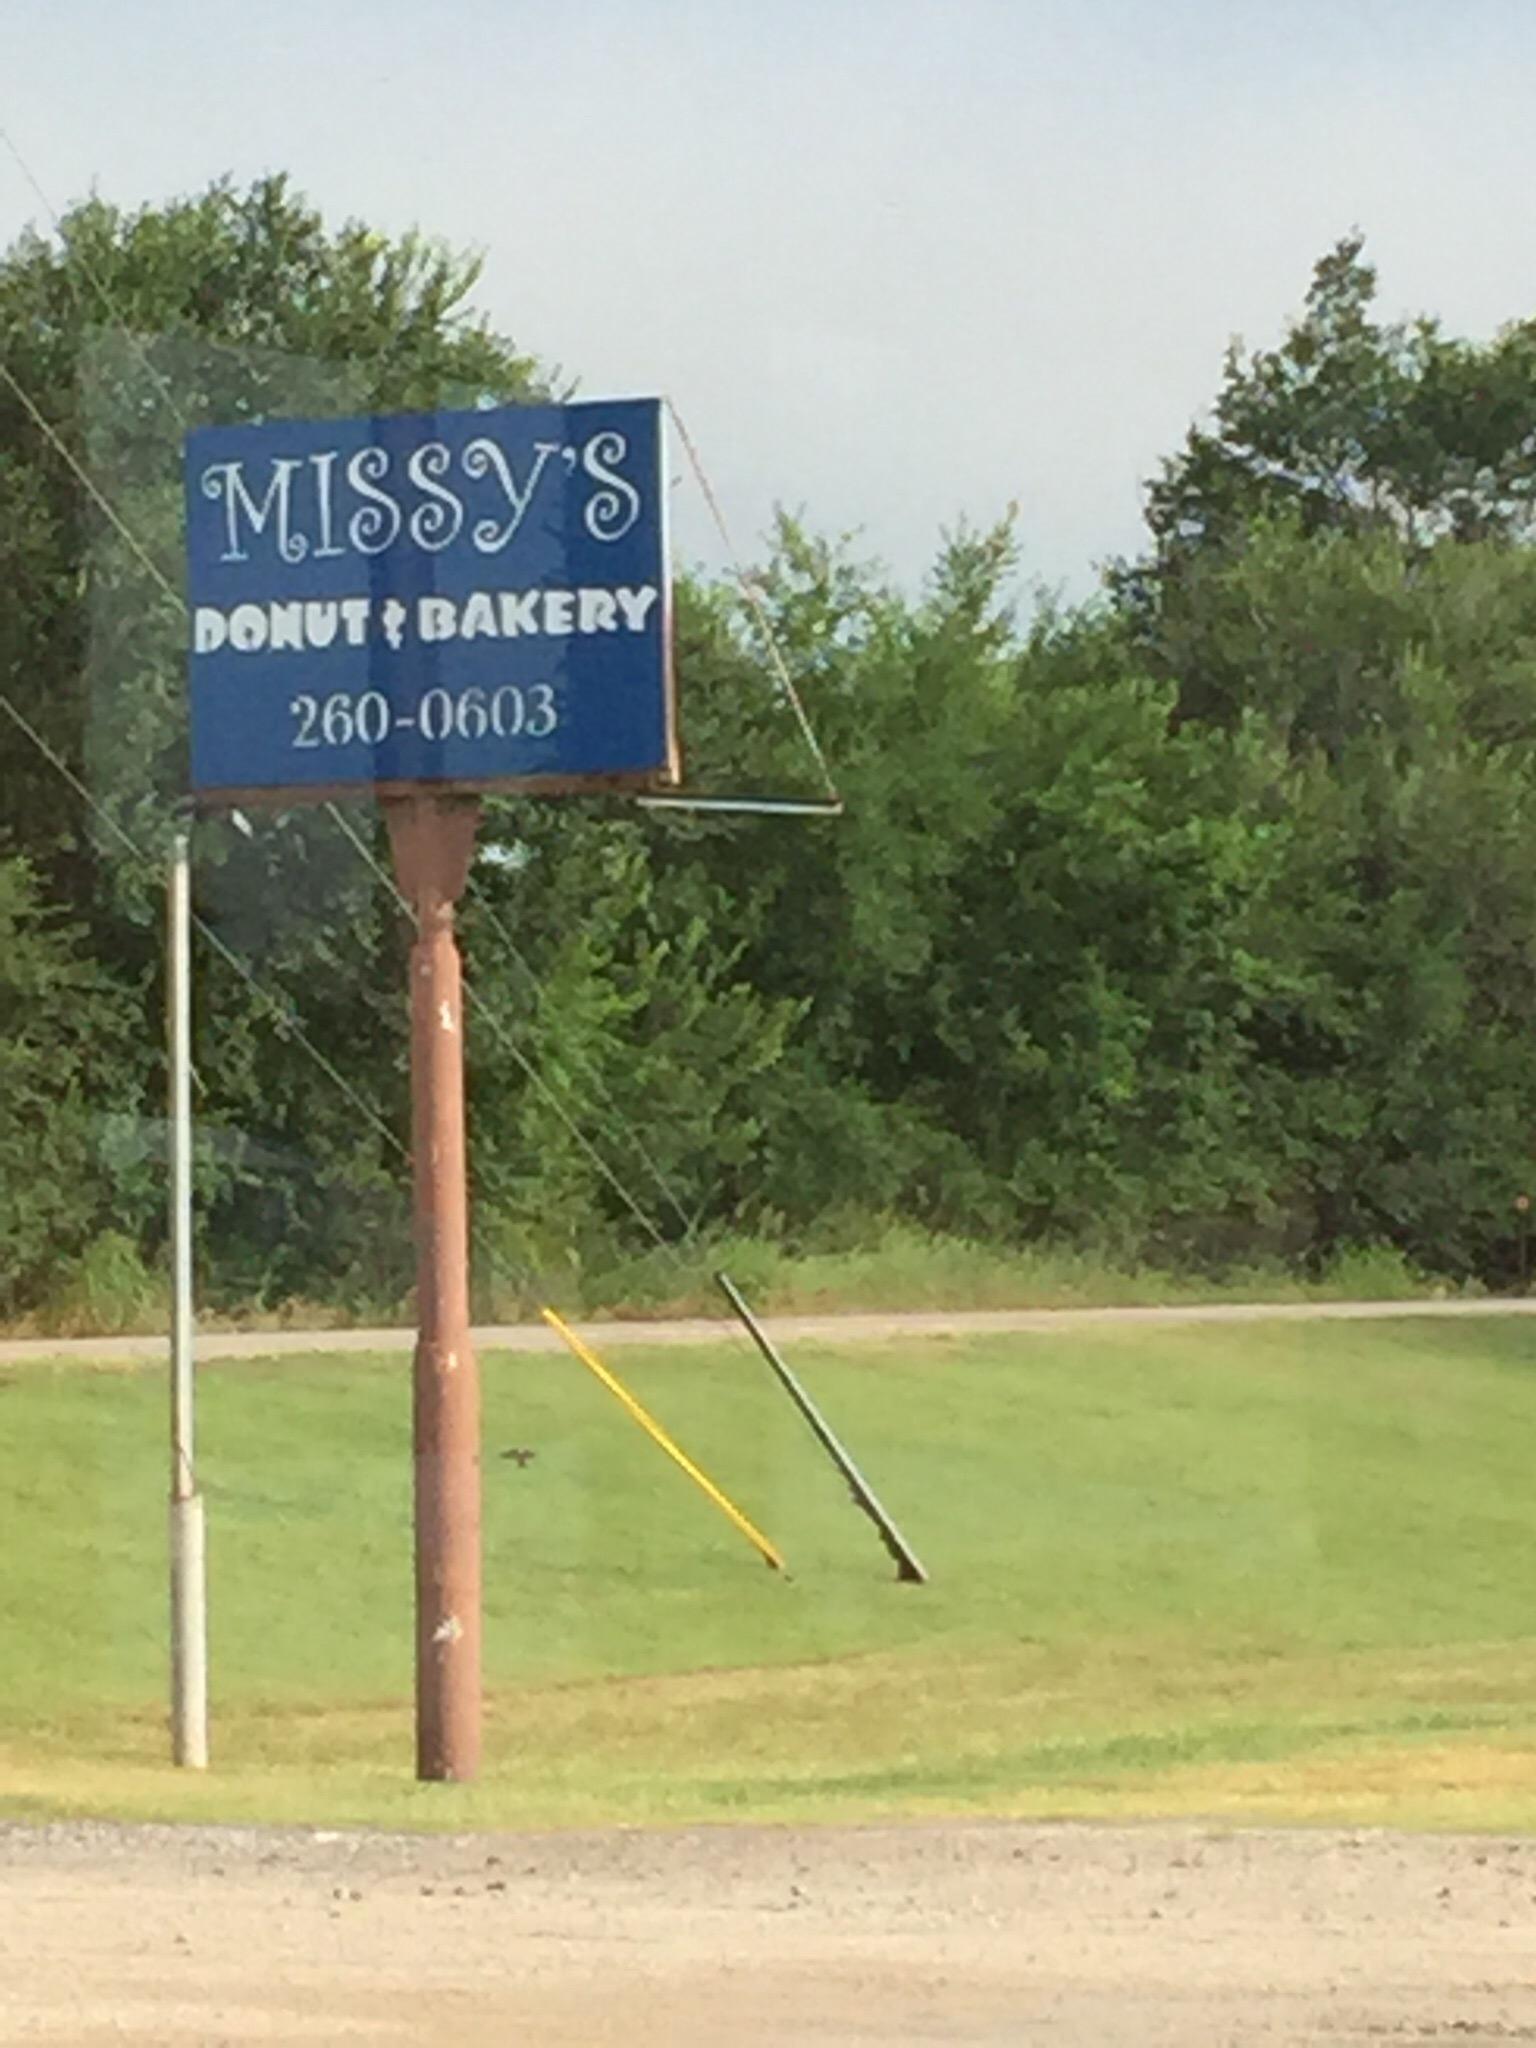 MISSY'S
DONUT & BAKERY
260-0603